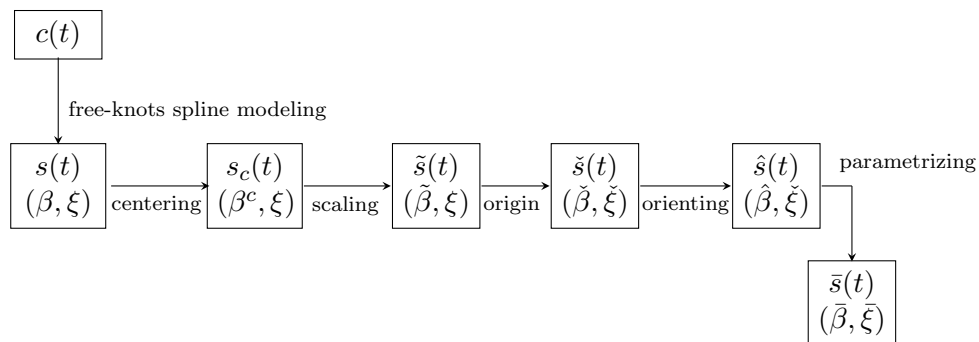 c(t)
free-knots spline modeling
s(t)
(β, ξ)
centering
s_c(t)
(β^c, ξ)
scaling
s̃(t)
(β̃, ξ)
origin
š(t)
(β̌, ξ̌)
orienting
ŝ(t)
(β̂, ξ̌)
parametrizing
s̄(t)
(β̄, ξ̄)